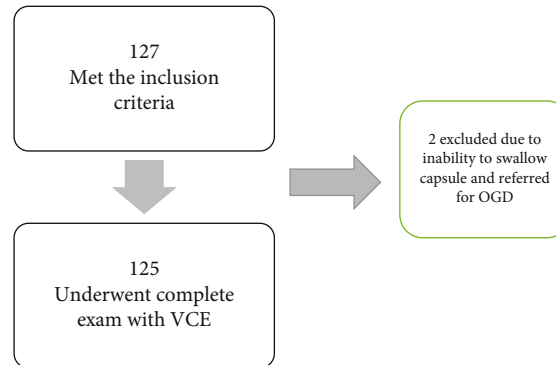 127
Met the inclusion
criteria
2 excluded due to
inability to swallow
capsule and referred
for OGD
125
Underwent complete
exam with VCE